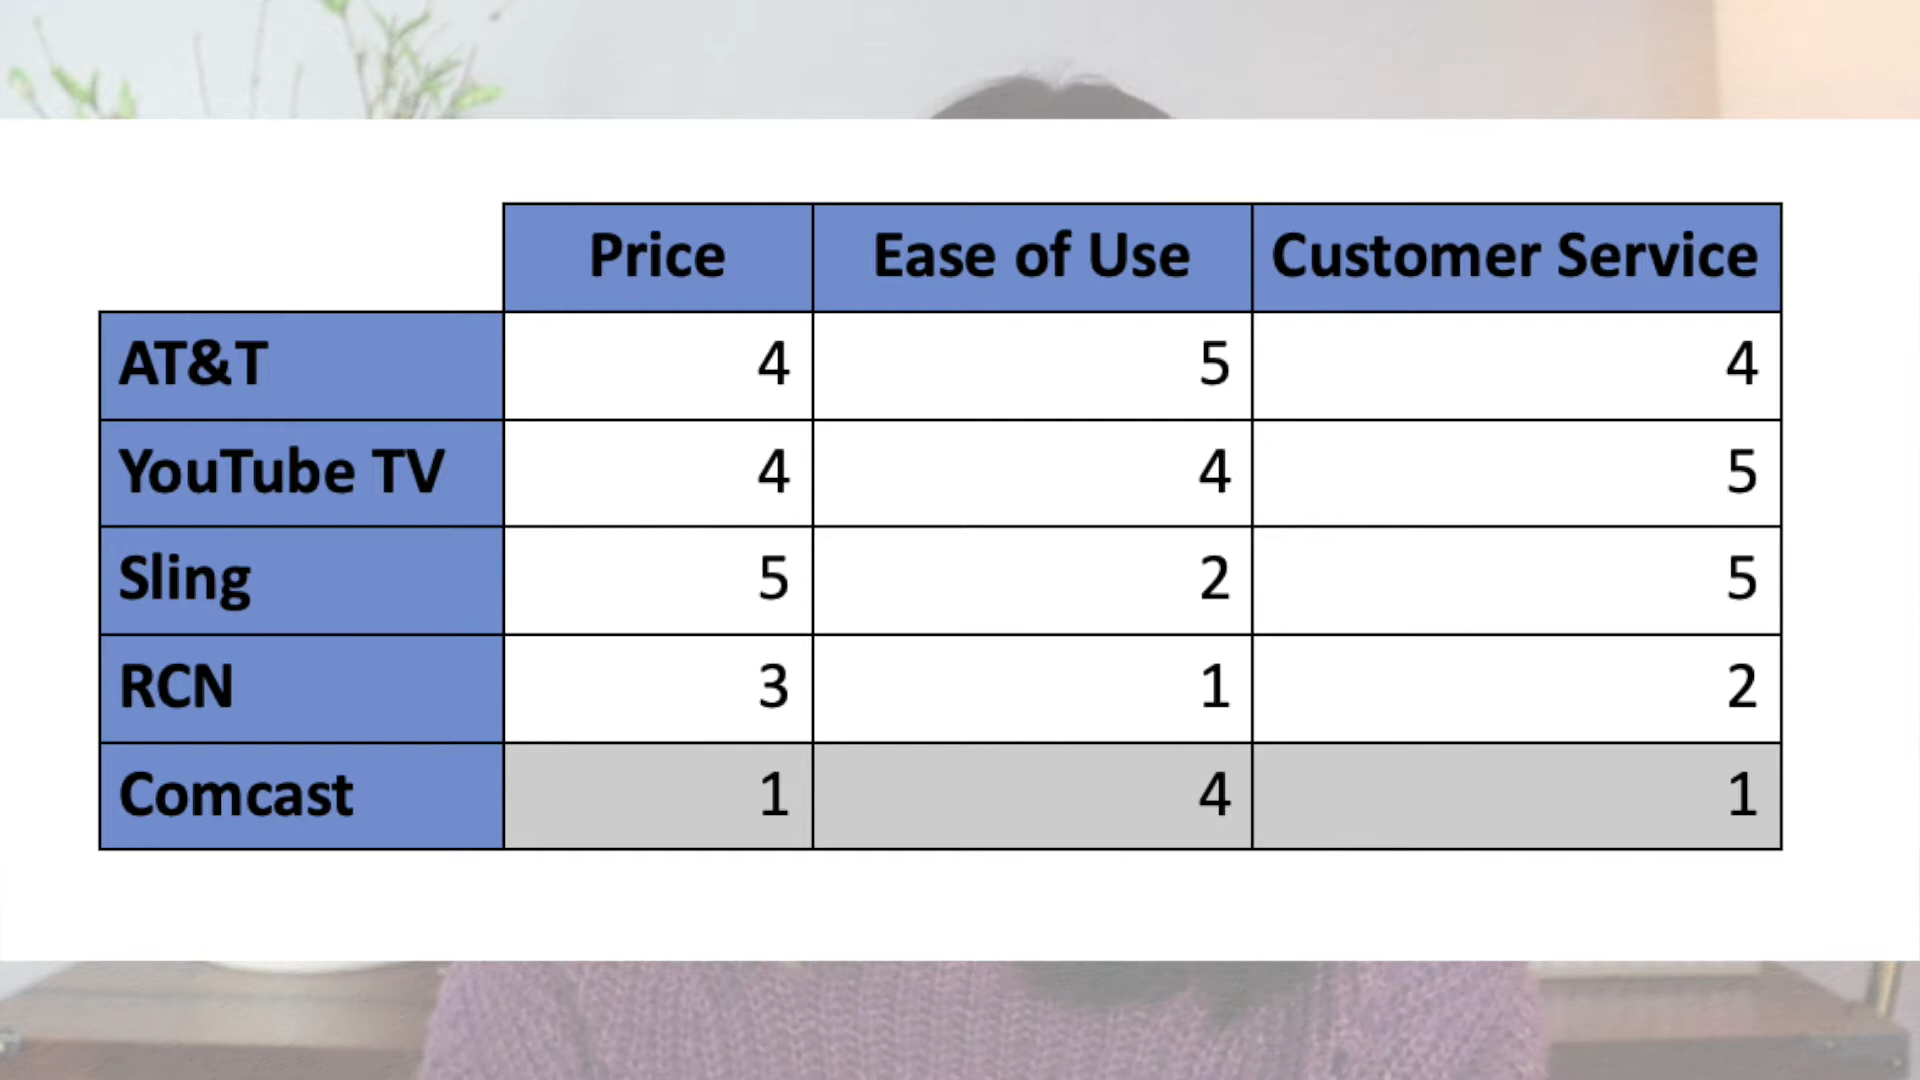 Price Ease of Use Customer Service
AT&T 4 5 4
YouTube TV 4 4 5
Sling 5 2 5
RCN 3 1 2
Comcast 1 4 1